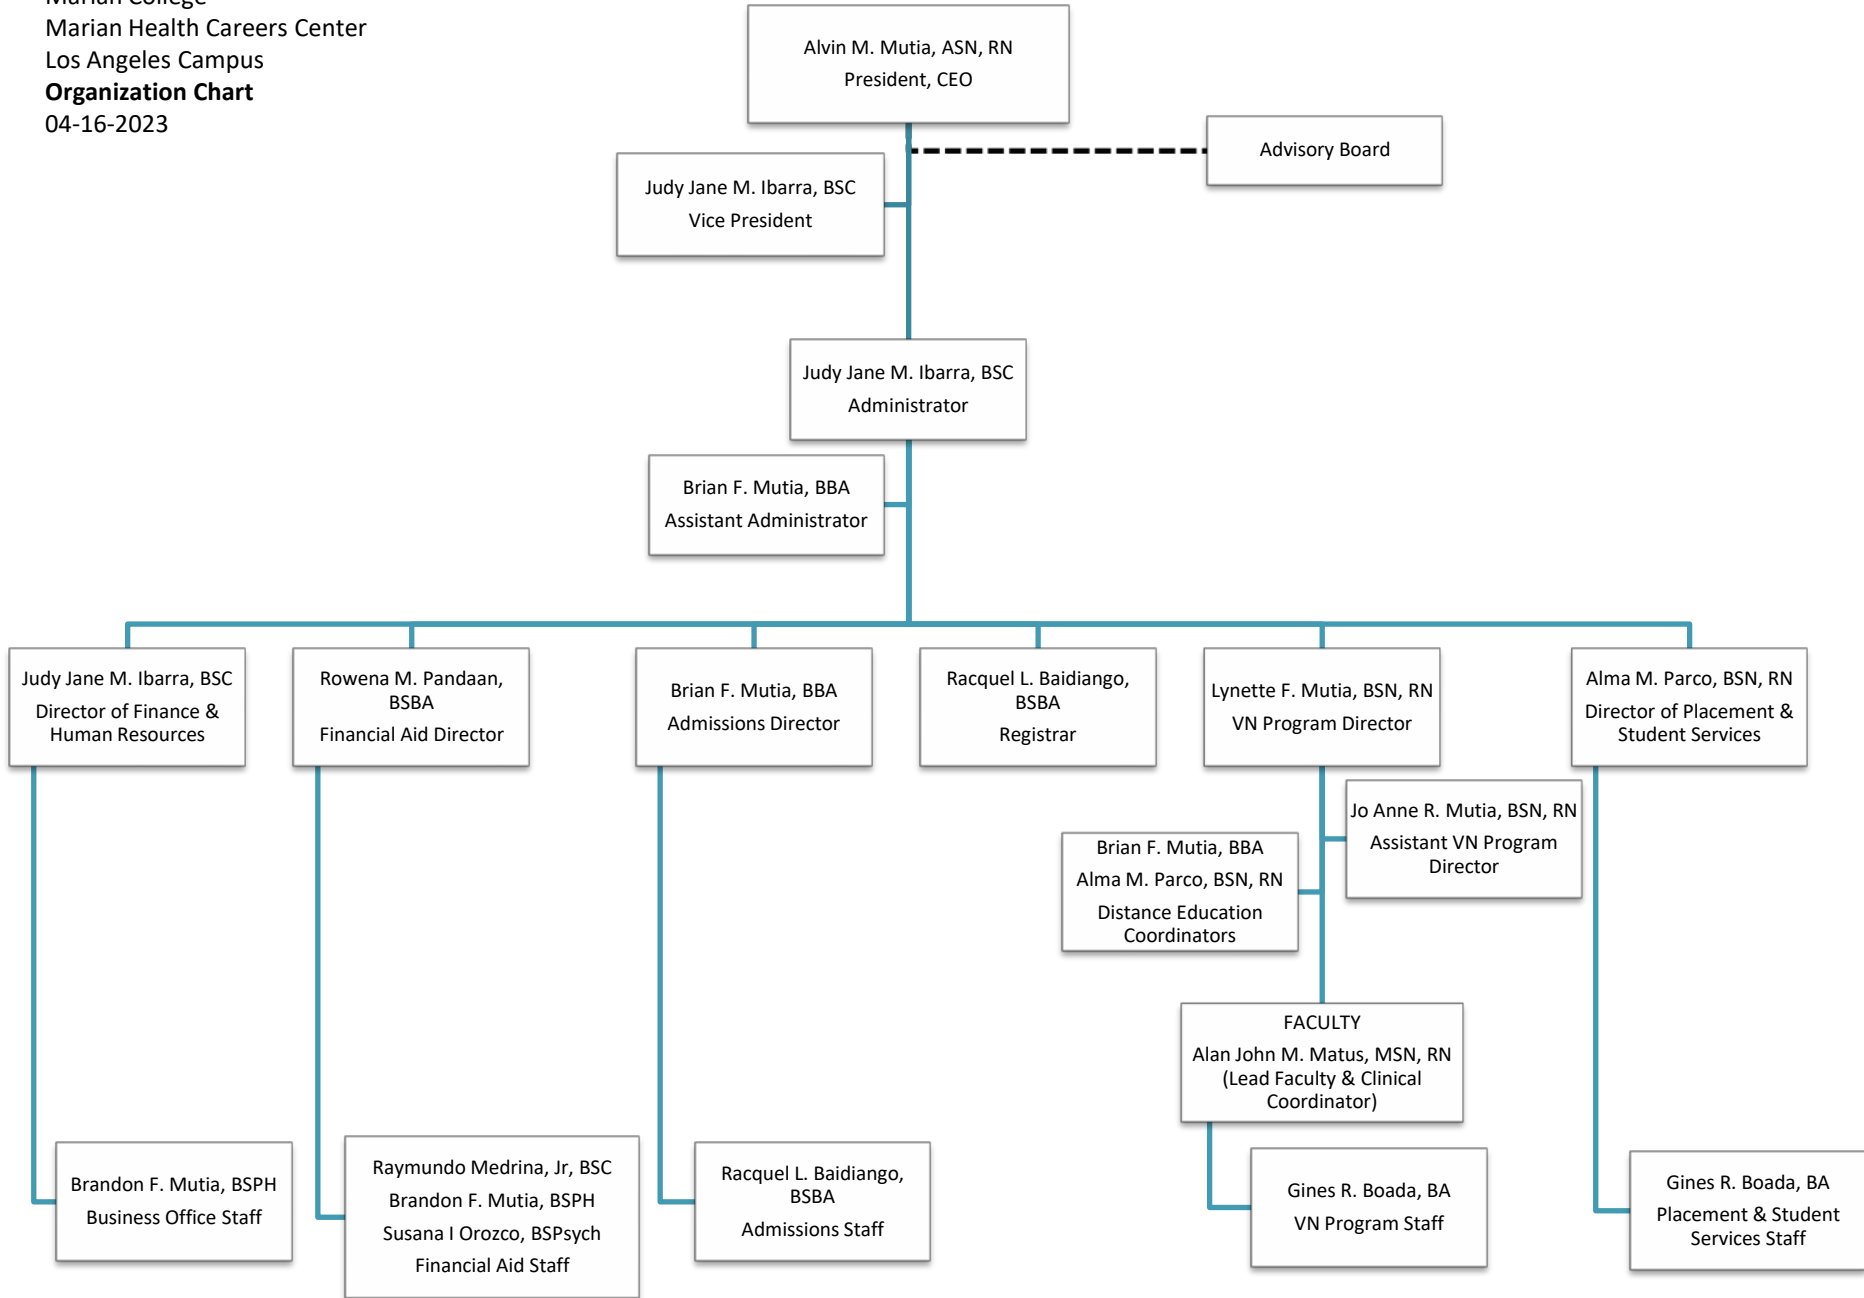 Marian College
Marian Health Careers Center
Los Angeles Campus
Organization Chart
04-16-2023
Alvin M. Mutia, ASN, RN
President, CEO
Advisory Board
Judy Jane M. Ibarra, BSC
Vice President
Judy Jane M. Ibarra, BSC
Administrator
Brian F. Mutia, BBA
Assistant Administrator
Judy Jane M. Ibarra, BSC
Director of Finance &
Human Resources
Rowena M. Pandaan,
BSBA
Financial Aid Director
Brian F. Mutia, BBA
Admissions Director
Racquel L. Baidiango,
BSBA
Registrar
Lynette F. Mutia, BSN, RN
VN Program Director
Alma M. Parco, BSN, RN
Director of Placement &
Student Services
Jo Anne R. Mutia, BSN, RN
Assistant VN Program
Director
Brian F. Mutia, BBA
Alma M. Parco, BSN, RN
Distance Education
Coordinators
FACULTY
Alan John M. Matus, MSN, RN
(Lead Faculty & Clinical
Coordinator)
Brandon F. Mutia, BSPH
Business Office Staff
Raymundo Medrina, Jr, BSC
Brandon F. Mutia, BSPH
Susana I Orozco, BSPsych
Financial Aid Staff
Racquel L. Baidiango,
BSBA
Admissions Staff
Gines R. Boada, BA
VN Program Staff
Gines R. Boada, BA
Placement & Student
Services Staff